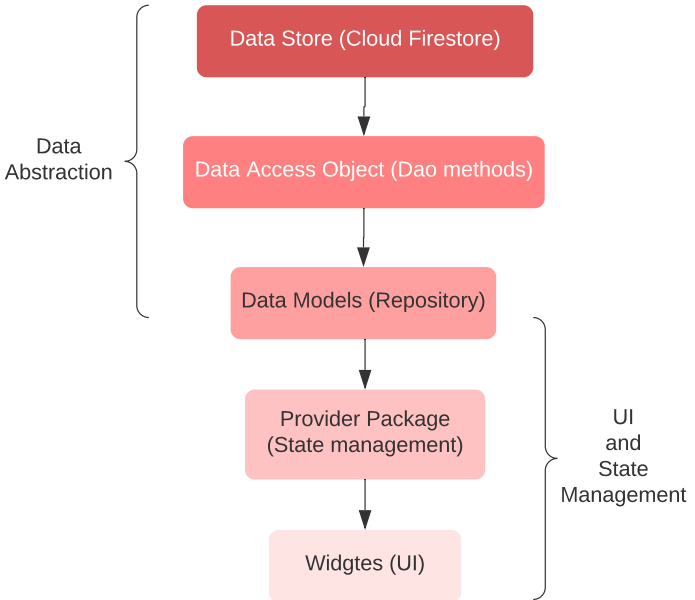 Data Store (Cloud Firestore)
Data
Abstraction
Data Access Object (Dao methods)
Data Models (Repository)
Provider Package
(State management)
UI
and
State
Management
Widgtes (UI)